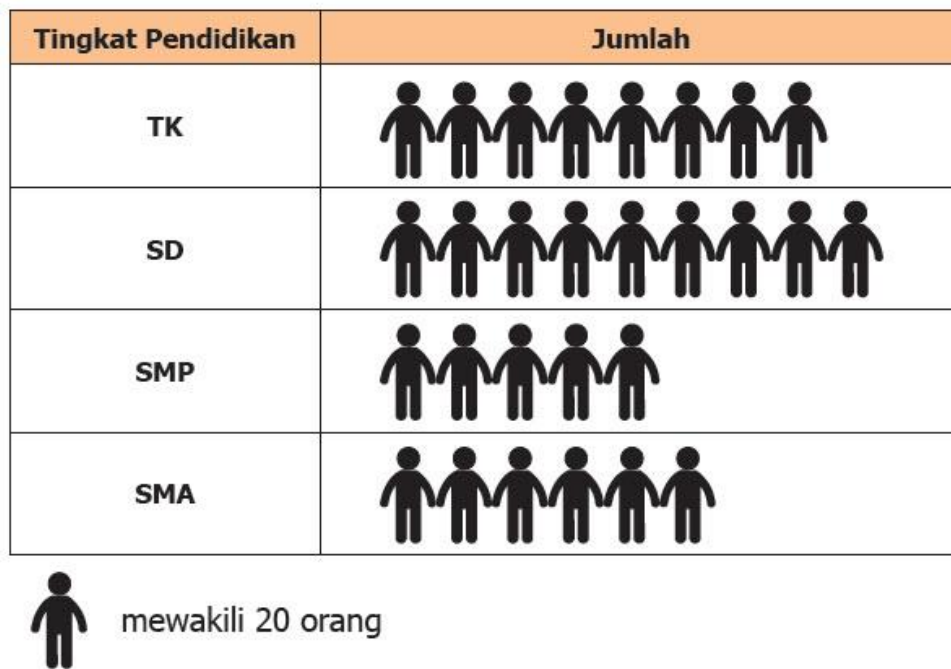 Tingkat Pendidikan
Jumlah
TK
SD
SMP
SMA
mewakili 20 orang